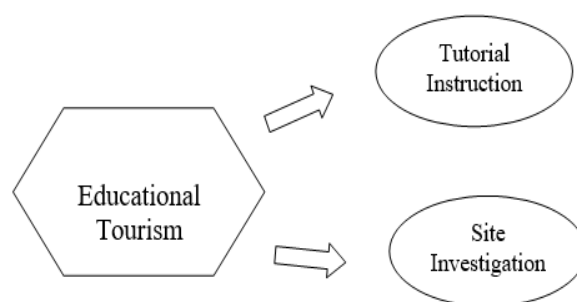 Educational
Tourism
Tutorial
Instruction
Site
Investigation